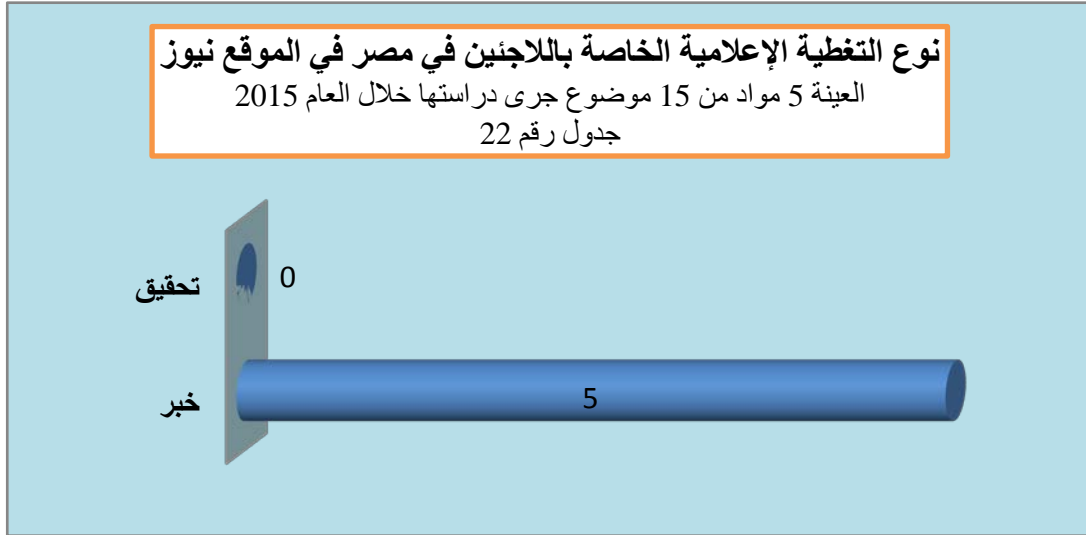 نوع التغطية الإعلامية الخاصة باللاجئين في مصر في الموقع نيوز
العينة 5 مواد من 15 موضوع جرى دراستها خلال العام 2015
جدول رقم 22
تحقيق 0
خبر 5